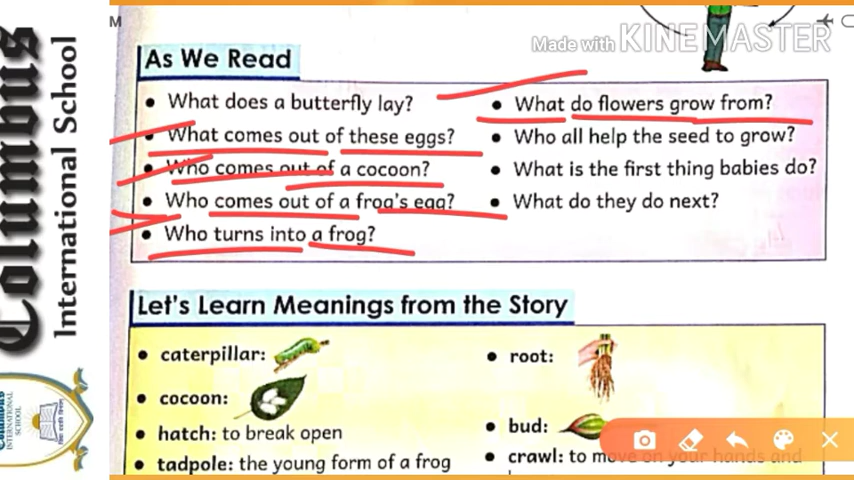 Columbus
International School
M
Made with KINEMASTER
As We Read
What does a butterfly lay?
What comes out of these eggs?
Who comes out of a cocoon?
Who comes out of a frog's egg?
Who turns into a frog?
What do flowers grow from?
Who all help the seed to grow?
What is the first thing babies do?
What do they do next?
Let's Learn Meanings from the Story
caterpillar:
cocoon:
hatch: to break open
tadpole: the young form of a frog
root:
bud:
crawl: to move on your hands and
INTERNATIONAL
SCHOOL